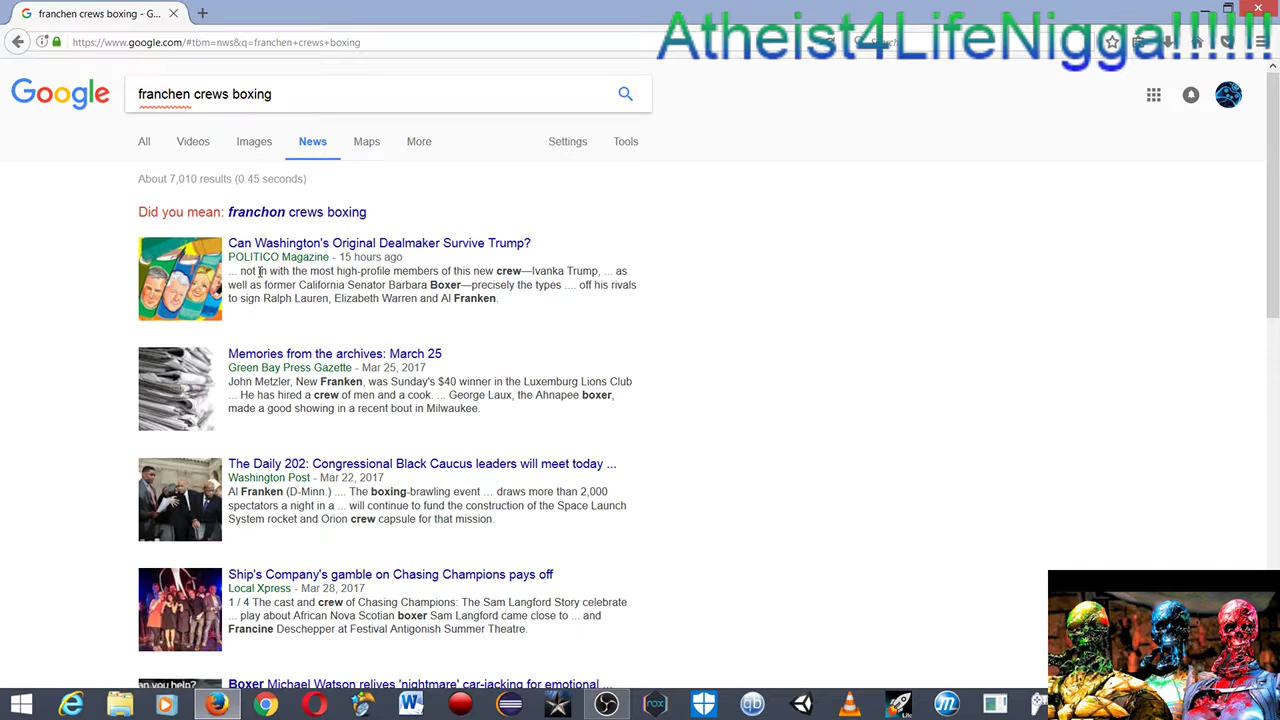 franchen crews boxing - G...
https://www.google.com/#tbm=nws&q=franchen+crews+boxing
Search
Atheist4LifeNigga!!!!!!
Google
franchen crews boxing
All Videos Images News Maps More Settings Tools
About 7,010 results (0.45 seconds)
Did you mean: franchon crews boxing
Can Washington's Original Dealmaker Survive Trump?
POLITICO Magazine - 15 hours ago
... not in with the most high-profile members of this new crew—Ivanka Trump, ... as
well as former California Senator Barbara Boxer—precisely the types .... off his rivals
to sign Ralph Lauren, Elizabeth Warren and Al Franken.
Memories from the archives: March 25
Green Bay Press Gazette - Mar 25, 2017
John Metzler, New Franken, was Sunday's $40 winner in the Luxemburg Lions Club
... He has hired a crew of men and a cook. ... George Laux, the Ahnapee boxer,
made a good showing in a recent bout in Milwaukee.
The Daily 202: Congressional Black Caucus leaders will meet today ...
Washington Post - Mar 22, 2017
Al Franken (D-Minn.) .... The boxing-brawling event ... draws more than 2,000
spectators a night in a ... will continue to fund the construction of the Space Launch
System rocket and Orion crew capsule for that mission.
Ship's Company's gamble on Chasing Champions pays off
Local Xpress - Mar 28, 2017
1 / 4 The cast and crew of Chasing Champions: The Sam Langford Story celebrate
... play about African Nova Scotian boxer Sam Langford came close to ... and
Francine Deschepper at Festival Antigonish Summer Theatre.
an you help?
Boxer Michael Watson relives 'nightmare' car-jacking for emotional ...